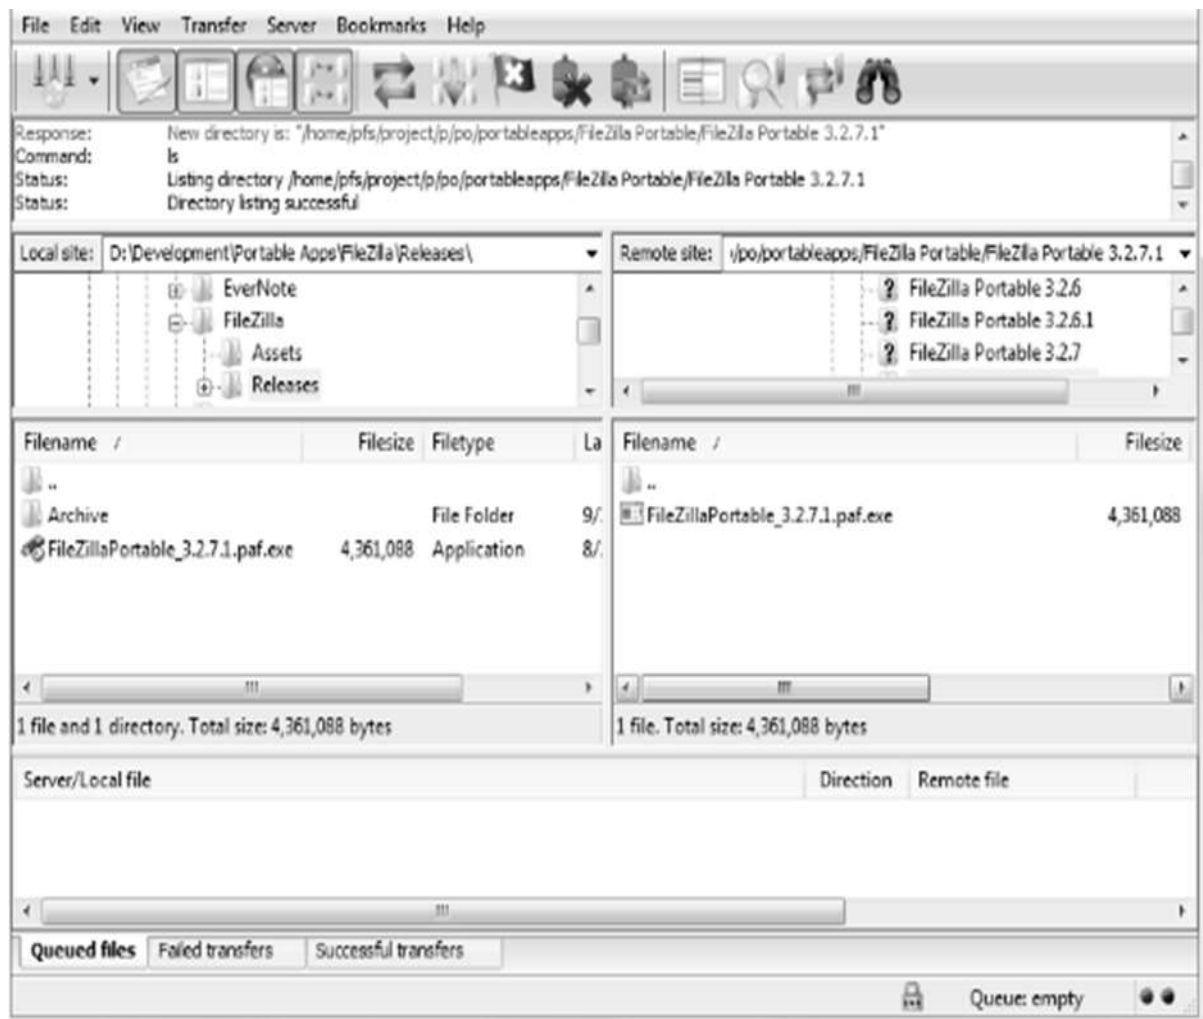 File Edit View Transfer Server Bookmarks Help
Response: New directory is: "/home/pfs/project/p/po/portableapps/FileZilla Portable/FileZilla Portable 3.2.7.1"
Command: ls
Status: Listing directory /home/pfs/project/p/po/portableapps/FileZilla Portable/FileZilla Portable 3.2.7.1
Status: Directory listing successful
Local site: D:\Development\Portable Apps\FileZilla\Releases\
EverNote
FileZilla
Assets
Releases
Remote site: /po/portableapps/FileZilla Portable/FileZilla Portable 3.2.7.1
? FileZilla Portable 3.2.6
? FileZilla Portable 3.2.6.1
? FileZilla Portable 3.2.7
Filename / Filesize Filetype La
..
Archive File Folder 9/
FileZillaPortable_3.2.7.1.paf.exe 4,361,088 Application 8/
1 file and 1 directory. Total size: 4,361,088 bytes
Filename / Filesize
..
FileZillaPortable_3.2.7.1.paf.exe 4,361,088
1 file. Total size: 4,361,088 bytes
Server/Local file Direction Remote file
Queued files Failed transfers Successful transfers
Queue: empty